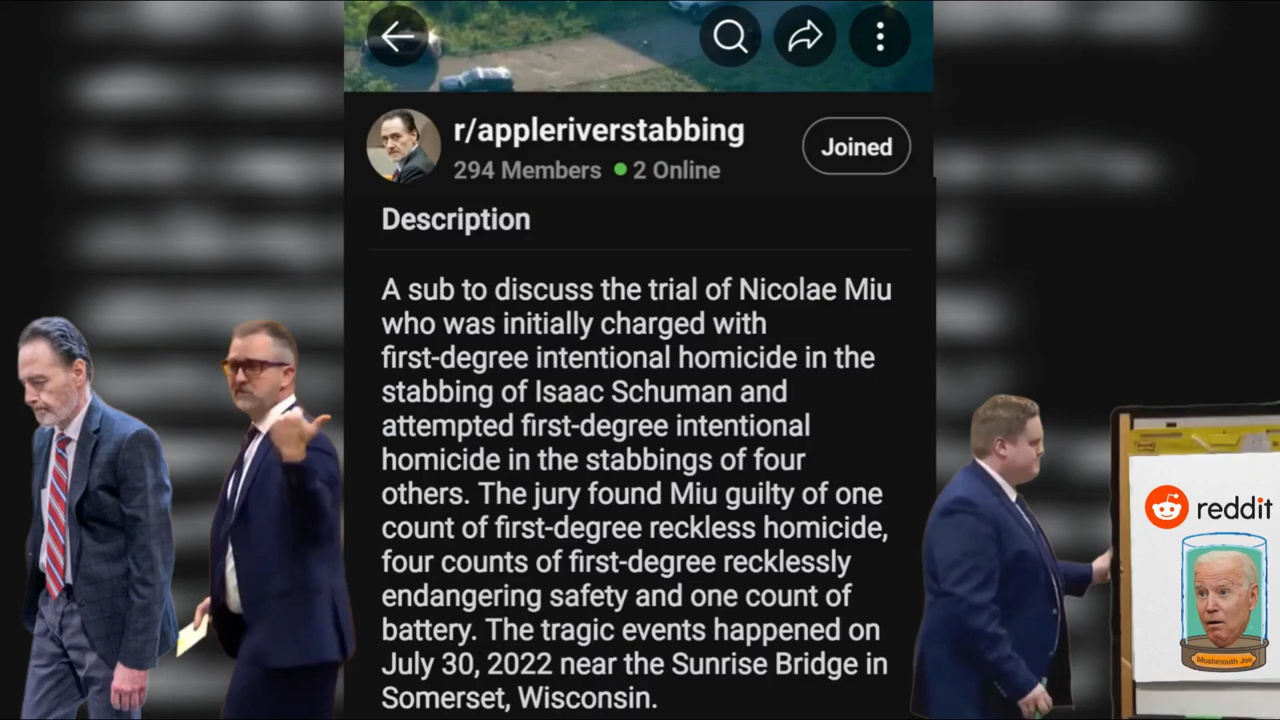 r/appleriverstabbing
294 Members 2 Online
Joined
Description
A sub to discuss the trial of Nicolae Miu
who was initially charged with
first-degree intentional homicide in the
stabbing of Isaac Schuman and
attempted first-degree intentional
homicide in the stabbings of four
others. The jury found Miu guilty of one
count of first-degree reckless homicide,
four counts of first-degree recklessly
endangering safety and one count of
battery. The tragic events happened on
July 30, 2022 near the Sunrise Bridge in
Somerset, Wisconsin.
reddit
Mushmouth Joe